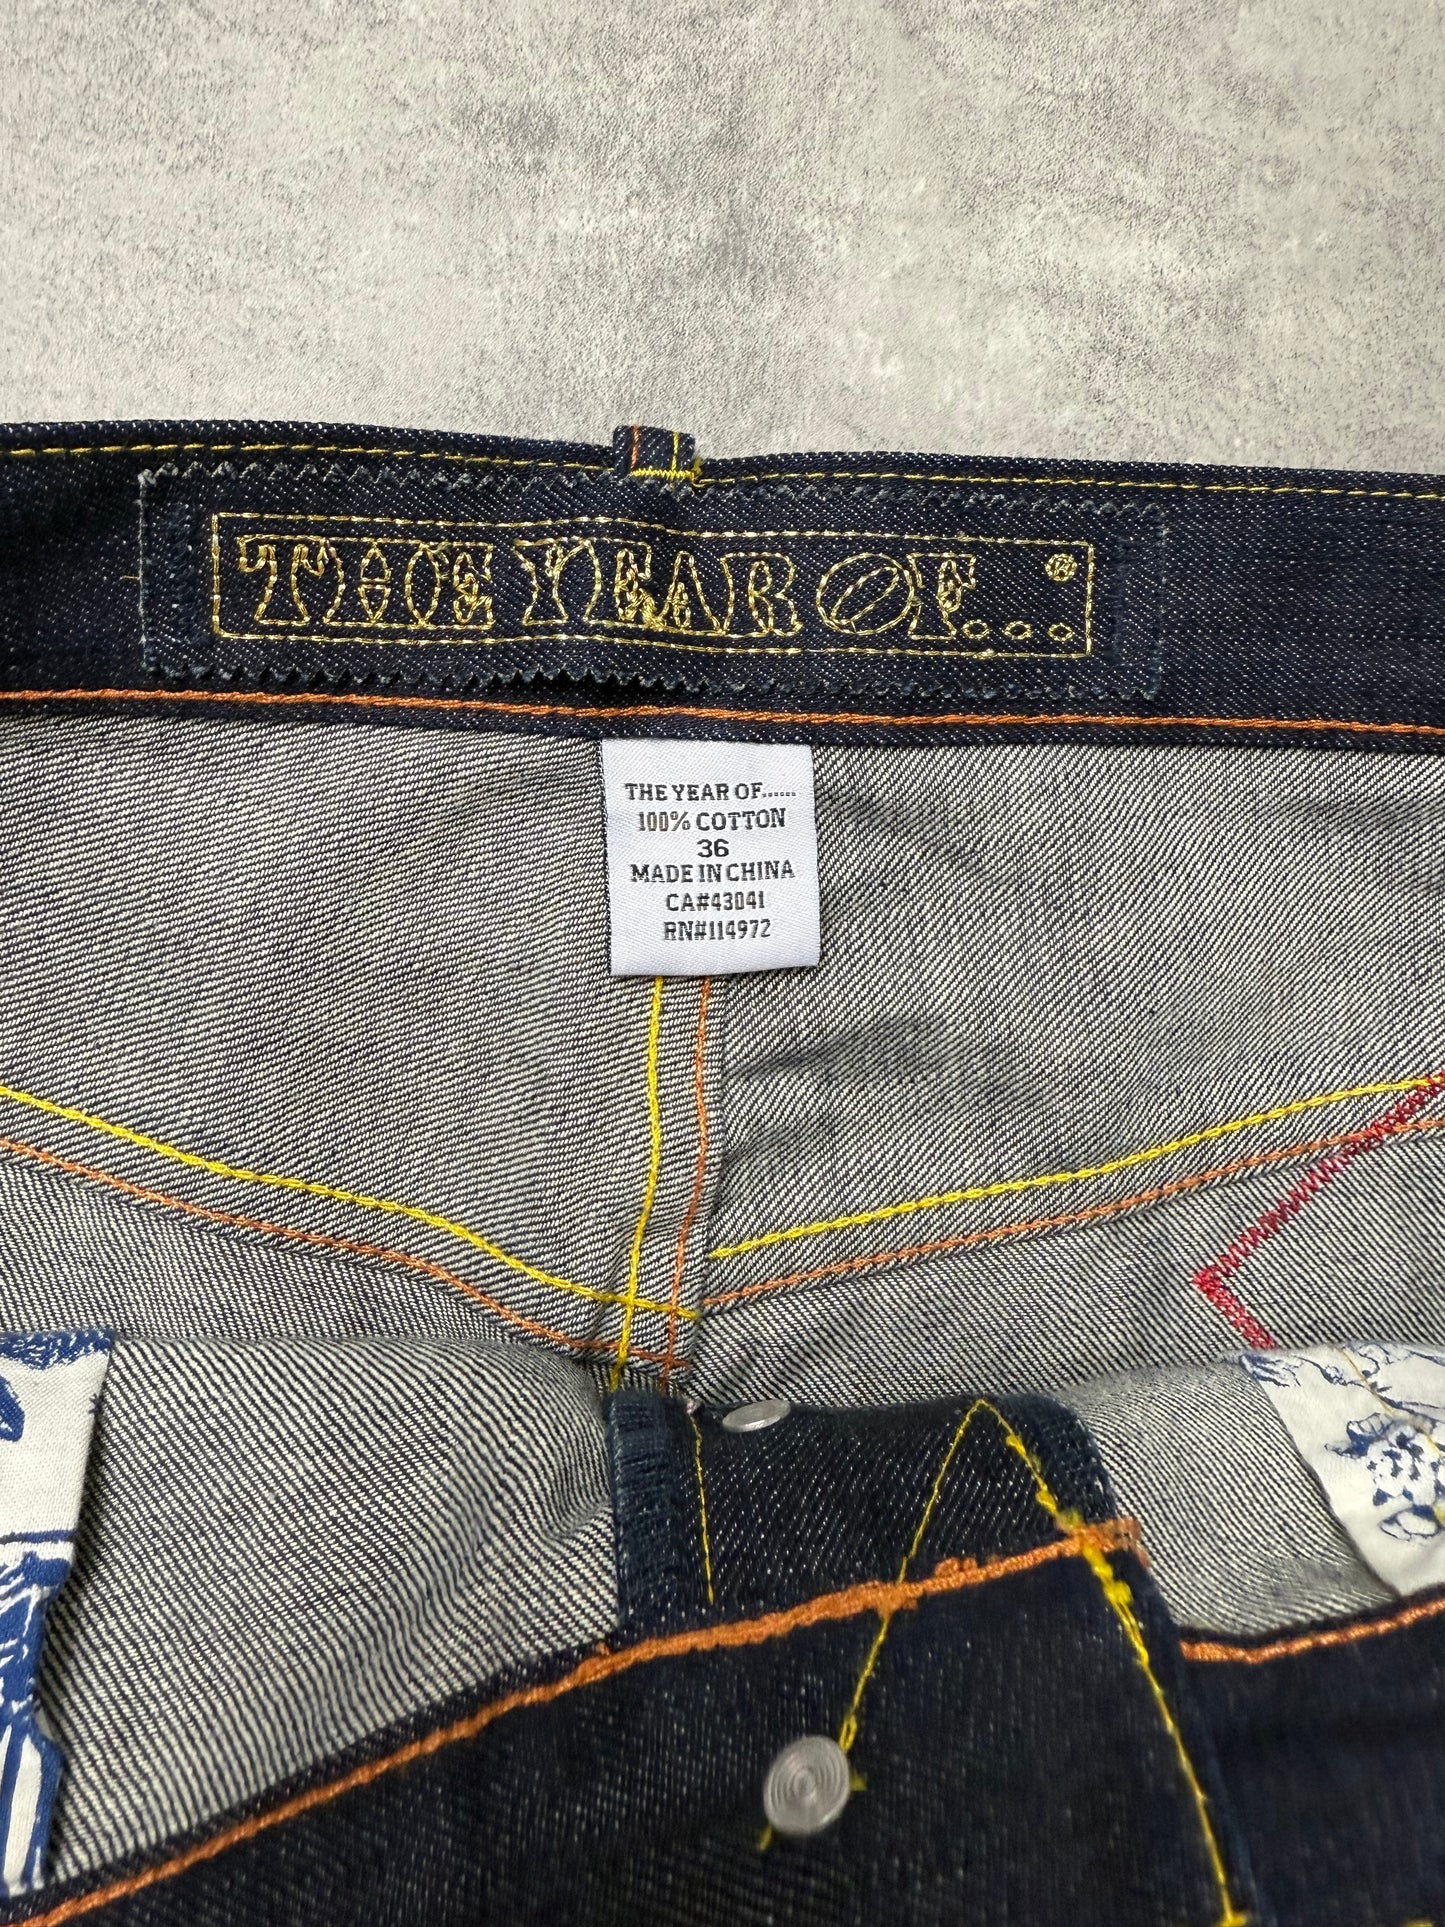 THE YEAR OF... ®
THE YEAR OF......
100% COTTON
36
MADE IN CHINA
CA#43041
RN#114972